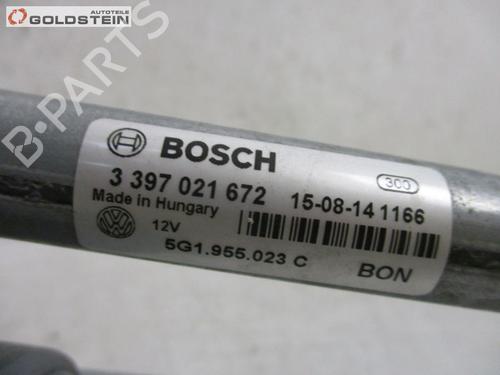 AUTOTEILE
GOLDSTEIN
B-PARTS
BOSCH
300
3 397 021 672 15-08-14 1166
Made in Hungary
12V
5G1.955.023 C
BON